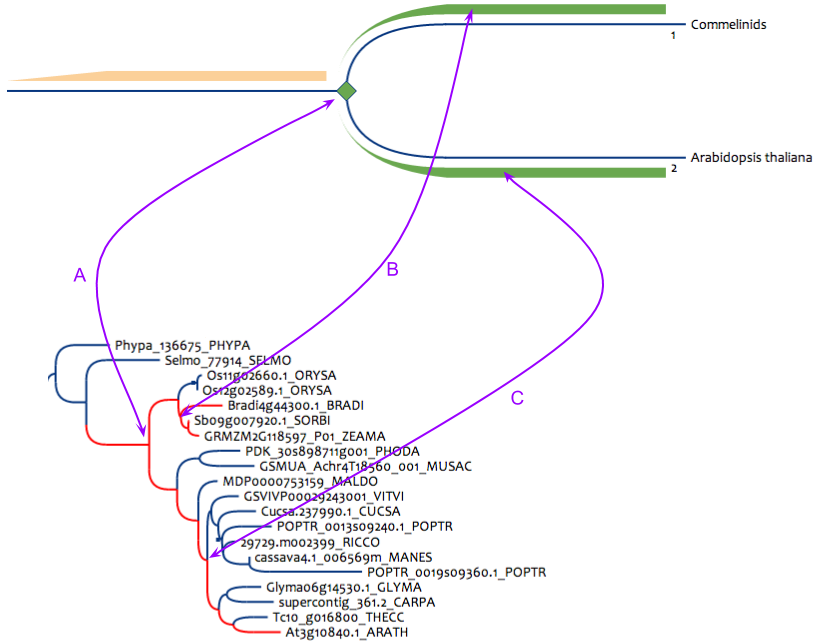 Commelinids
1
Arabidopsis thaliana
2
A
B
C
Phypa_136675_PHYPA
Selmo_77914_SELMO
Os11g02660.1_ORYSA
Os12g02589.1_ORYSA
Bradi4g44300.1_BRADI
Sb09g007920.1_SORBI
GRMZM2G118597_P01_ZEAMA
PDK_30s898711g001_PHODA
GSMUA_Achr4T18560_001_MUSAC
MDP0000753159_MALDO
GSVIVP00029243001_VITVI
Cucsa.237990.1_CUCSA
POPTR_0013s09240.1_POPTR
29729.m002399_RICCO
cassava4.1_006569m_MANES
POPTR_0019s09360.1_POPTR
Glyma06g14530.1_GLYMA
supercontig_361.2_CARPA
Tc10_g016800_THECC
At3g10840.1_ARATH